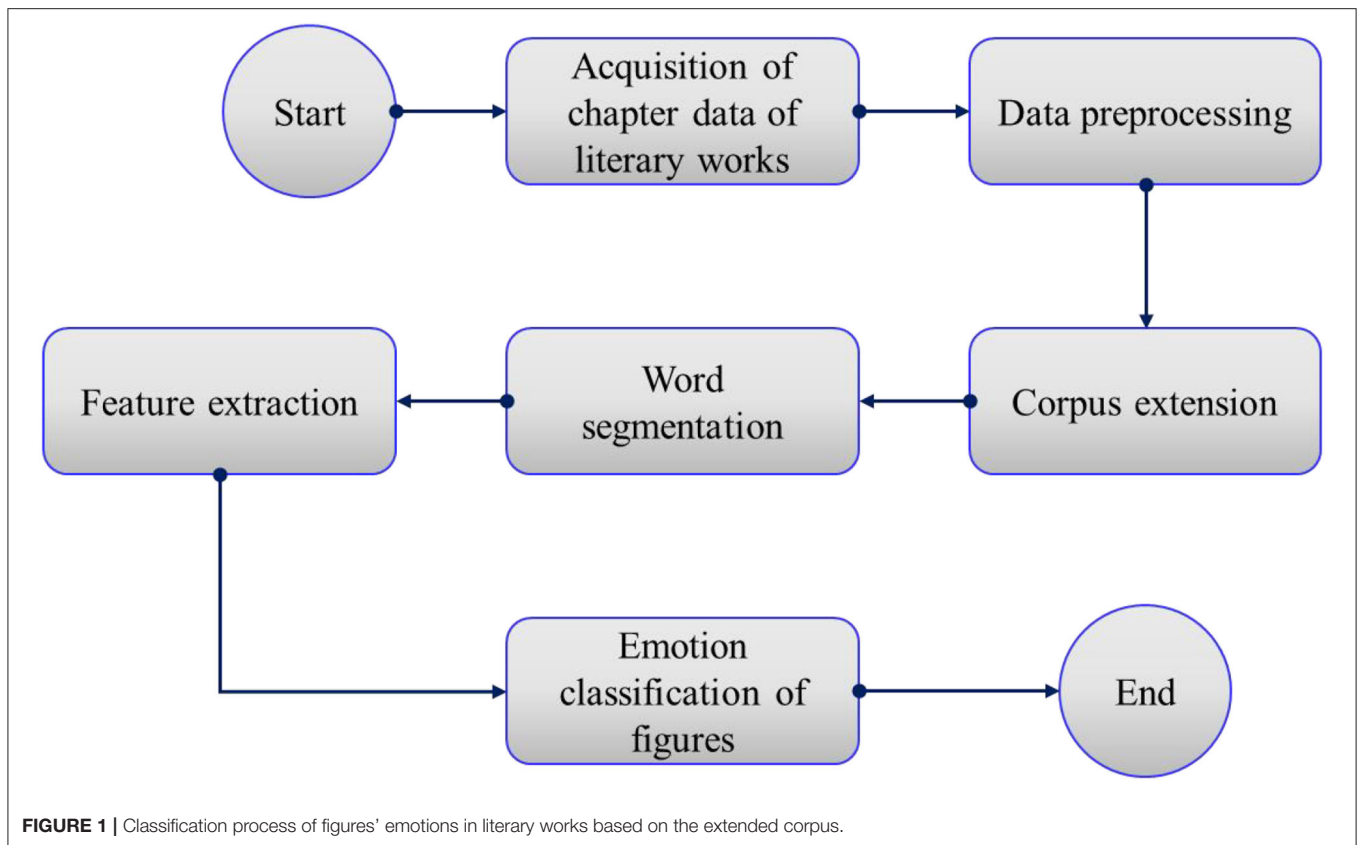 Start
Acquisition of
chapter data of
literary works
Data preprocessing
Feature extraction
Word
segmentation
Corpus extension
Emotion
classification of
figures
End
FIGURE 1 | Classification process of figures’ emotions in literary works based on the extended corpus.